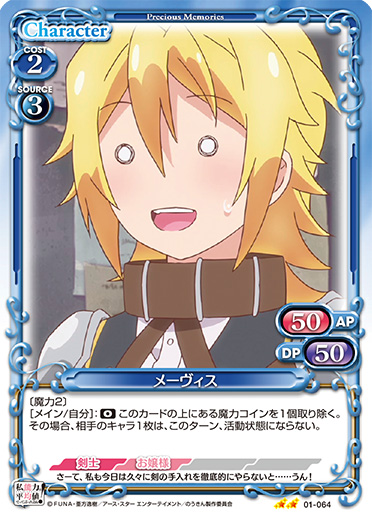 Precious Memories
Character
COST
2
SOURCE
3
50 AP
DP 50
メーヴィス
［魔力2］
［メイン/自分］：0 このカードの上にある魔力コインを1個取り除く。
その場合、相手のキャラ1枚は、このターン、活動状態にならない。
剣士 お嬢様
さーて、私も今日は久々に剣の手入れを徹底的にやらないと……うん！
私、能力は
平均値
©FUNA・亜方逸樹／アース・スター エンターテイメント／のうきん製作委員会
01-064